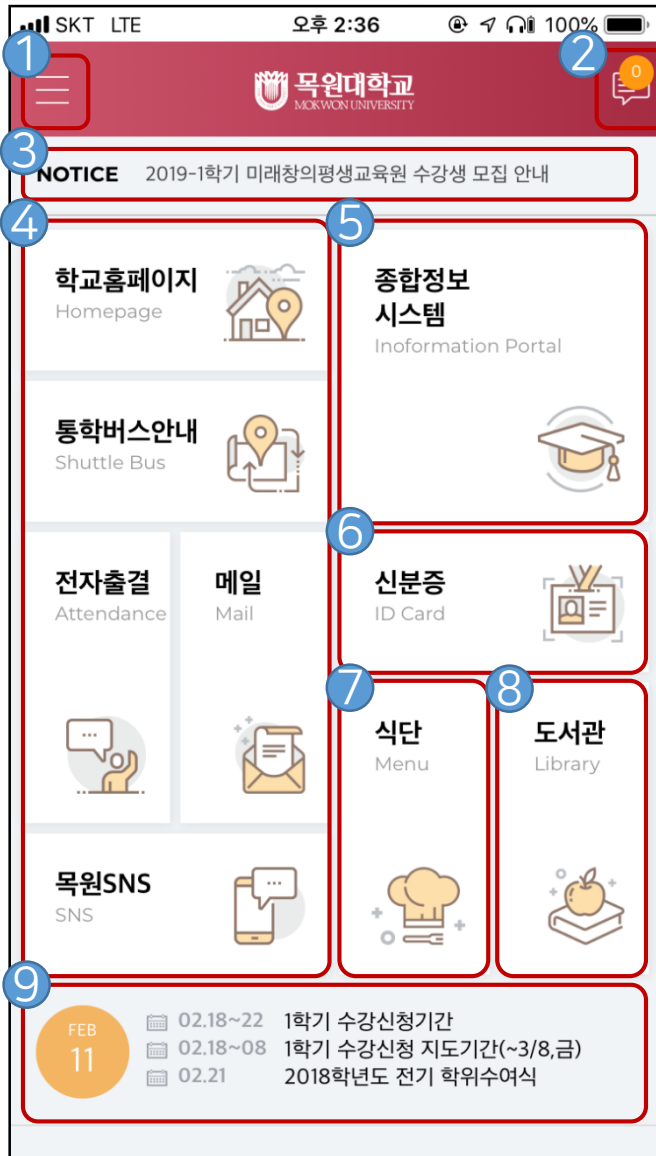 SKT LTE 오후 2:36 100%
1
2
0
목원대학교
MOKWON UNIVERSITY
3
NOTICE 2019-1학기 미래창의평생교육원 수강생 모집 안내
4
학교홈페이지
Homepage
통학버스안내
Shuttle Bus
전자출결
Attendance
메일
Mail
목원SNS
SNS
5
종합정보
시스템
Inoformation Portal
6
신분증
ID Card
7
식단
Menu
8
도서관
Library
9
FEB
11
02.18~22 1학기 수강신청기간
02.18~08 1학기 수강신청 지도기간(~3/8,금)
02.21 2018학년도 전기 학위수여식